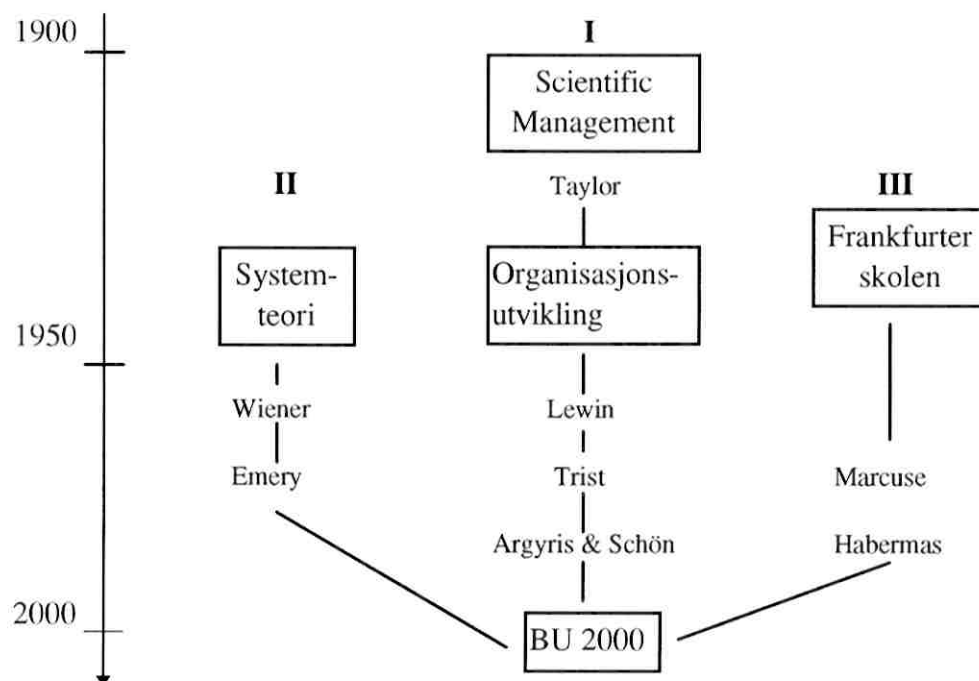 1900
I
Scientific
Management
Taylor
II
III
System-
teori
Organisasjons-
utvikling
Frankfurter
skolen
1950
Wiener
Lewin
Emery
Trist
Marcuse
Argyris & Schön
Habermas
2000
BU 2000